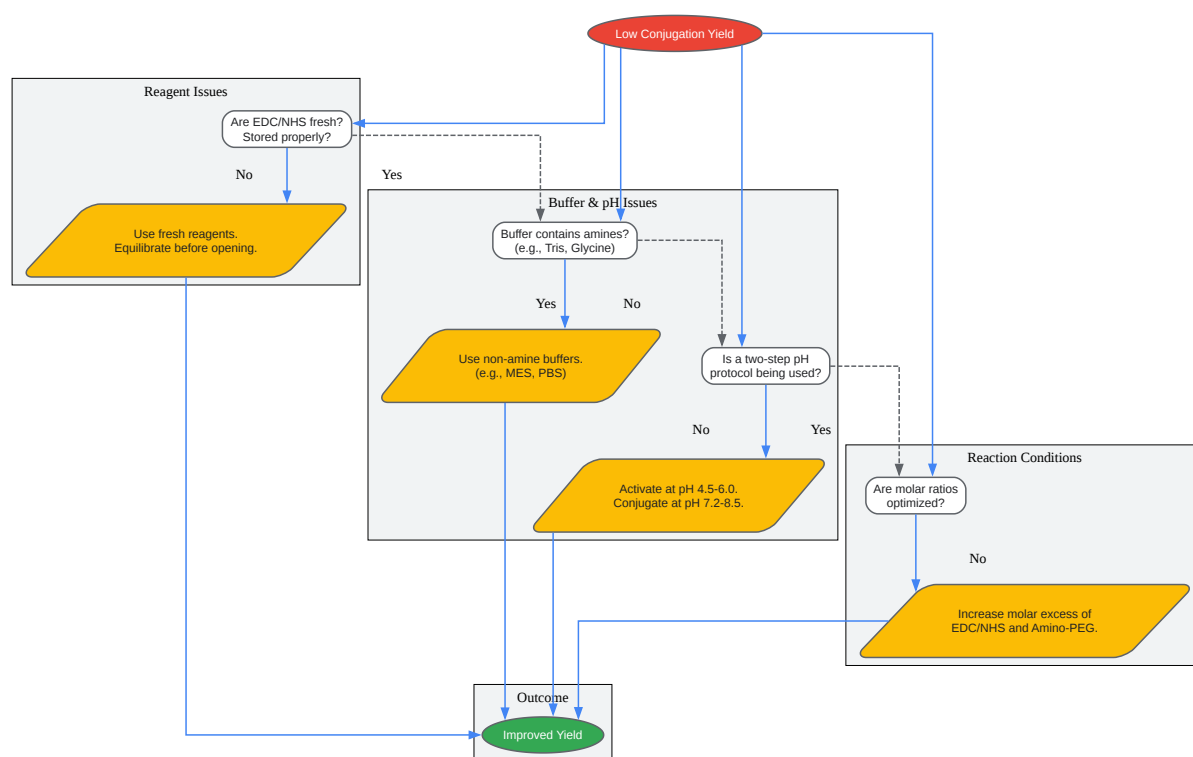 Low Conjugation Yield
Reagent Issues
Are EDC/NHS fresh?
Stored properly?
No
Yes
Use fresh reagents.
Equilibrate before opening.
Buffer & pH Issues
Buffer contains amines?
(e.g., Tris, Glycine)
Yes
No
Use non-amine buffers.
(e.g., MES, PBS)
Is a two-step pH
protocol being used?
No
Yes
Activate at pH 4.5-6.0.
Conjugate at pH 7.2-8.5.
Reaction Conditions
Are molar ratios
optimized?
No
Increase molar excess of
EDC/NHS and Amino-PEG.
Outcome
Improved Yield